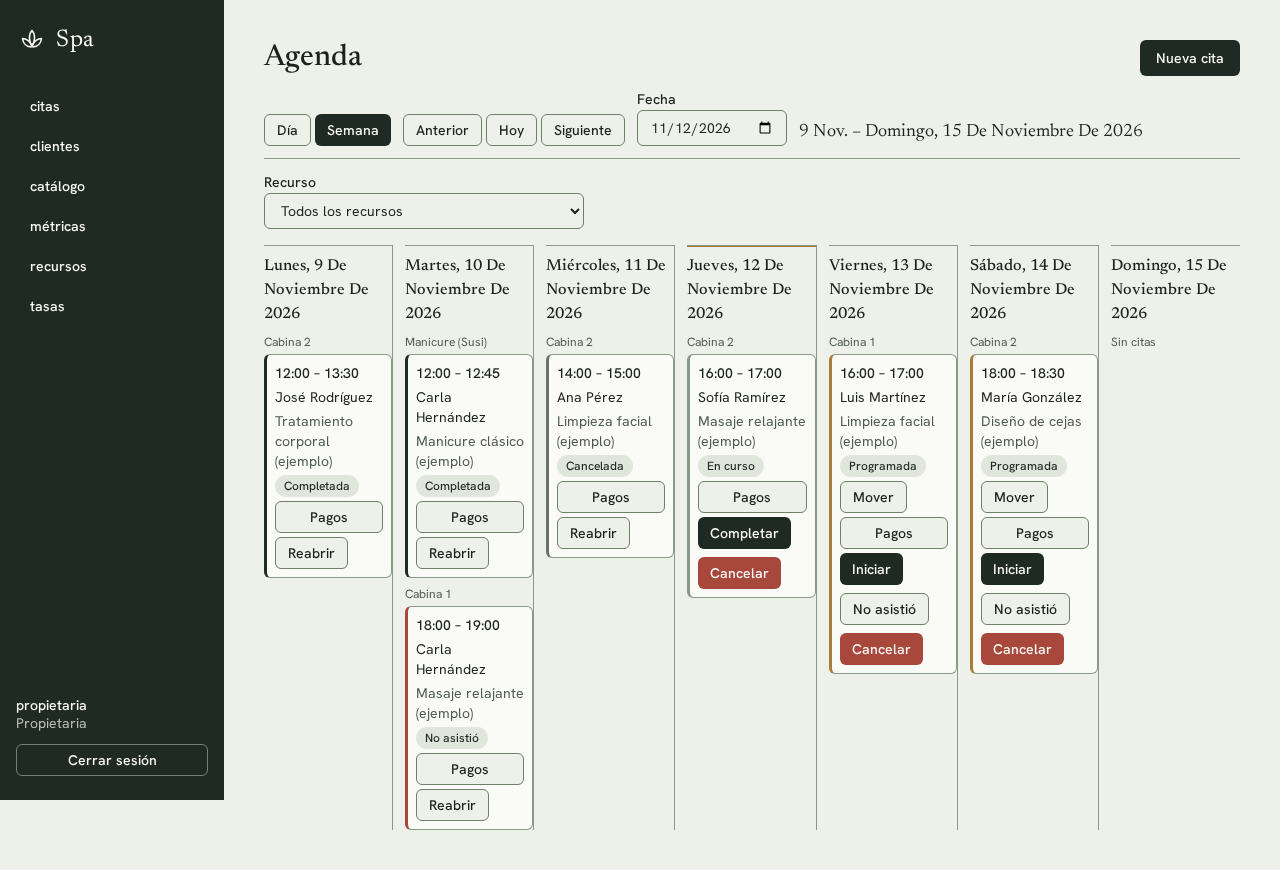 Spa
citas
clientes
catálogo
métricas
recursos
tasas
propietaria
Propietaria
Cerrar sesión
Agenda
Nueva cita
Día
Semana
Anterior
Hoy
Siguiente
Fecha
11/12/2026
9 Nov. – Domingo, 15 De Noviembre De 2026
Recurso
Todos los recursos
Lunes, 9 De
Noviembre De
2026
Cabina 2
12:00 – 13:30
José Rodríguez
Tratamiento
corporal
(ejemplo)
Completada
Pagos
Reabrir
Martes, 10 De
Noviembre De
2026
Manicure (Susi)
12:00 – 12:45
Carla
Hernández
Manicure clásico
(ejemplo)
Completada
Pagos
Reabrir
Cabina 1
18:00 – 19:00
Carla
Hernández
Masaje relajante
(ejemplo)
No asistió
Pagos
Reabrir
Miércoles, 11 De
Noviembre De
2026
Cabina 2
14:00 – 15:00
Ana Pérez
Limpieza facial
(ejemplo)
Cancelada
Pagos
Reabrir
Jueves, 12 De
Noviembre De
2026
Cabina 2
16:00 – 17:00
Sofía Ramírez
Masaje relajante
(ejemplo)
En curso
Pagos
Completar
Cancelar
Viernes, 13 De
Noviembre De
2026
Cabina 1
16:00 – 17:00
Luis Martínez
Limpieza facial
(ejemplo)
Programada
Mover
Pagos
Iniciar
No asistió
Cancelar
Sábado, 14 De
Noviembre De
2026
Cabina 2
18:00 – 18:30
María González
Diseño de cejas
(ejemplo)
Programada
Mover
Pagos
Iniciar
No asistió
Cancelar
Domingo, 15 De
Noviembre De
2026
Sin citas